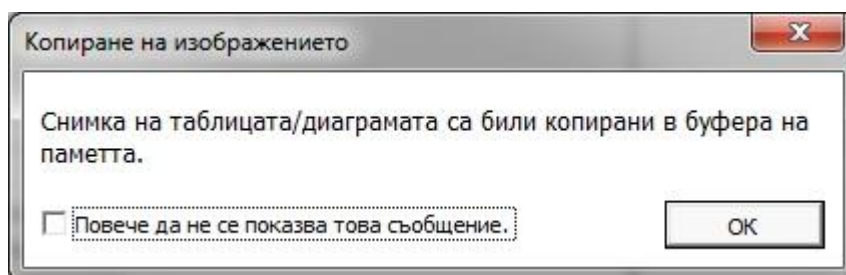 Копиране на изображението
Снимка на таблицата/диаграмата са били копирани в буфера на
паметта.
Повече да не се показва това съобщение.
OK